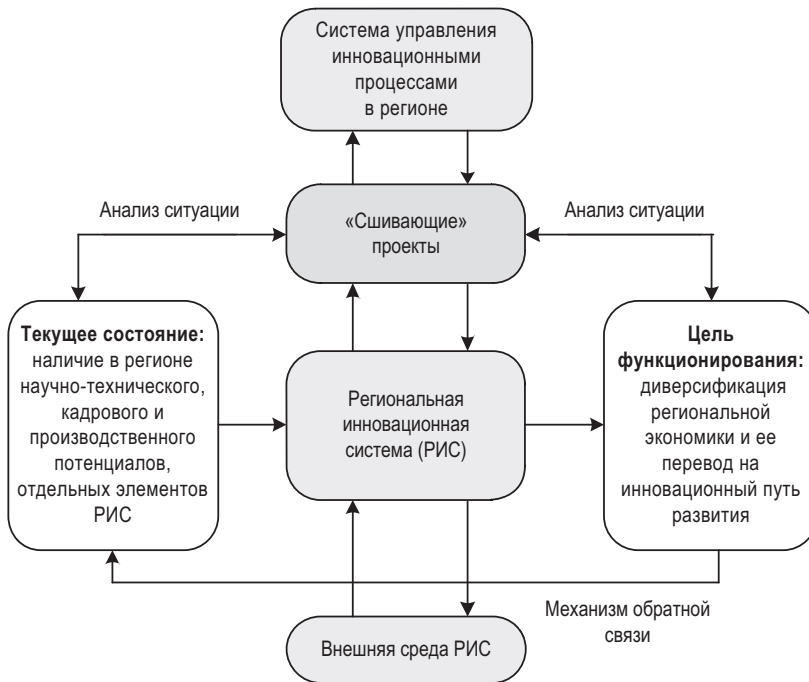 Система управления
инновационными
процессами
в регионе
Анализ ситуации
«Сшивающие»
проекты
Анализ ситуации
Текущее состояние:
наличие в регионе
научно-технического,
кадрового и
производственного
потенциалов,
отдельных элементов
РИС
Региональная
инновационная
система (РИС)
Цель
функционирования:
диверсификация
региональной
экономики и ее
перевод на
инновационный путь
развития
Механизм обратной
связи
Внешняя среда РИС